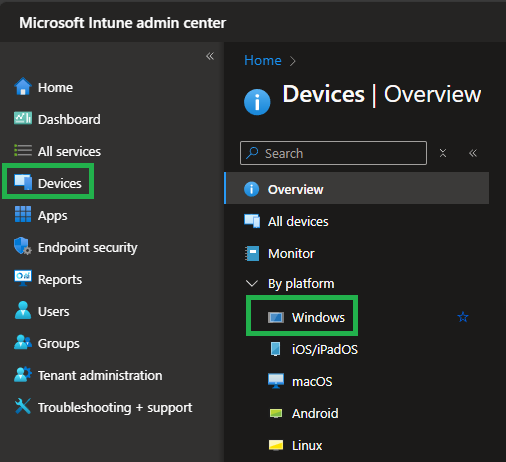 Microsoft Intune admin center
«
Home
Dashboard
All services
Devices
Apps
Endpoint security
Reports
Users
Groups
Tenant administration
Troubleshooting + support
Home >
Devices | Overview
Search
«
Overview
All devices
Monitor
By platform
Windows
iOS/iPadOS
macOS
Android
Linux